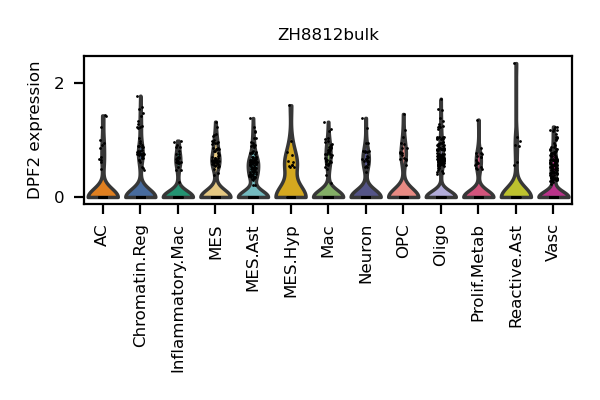 ZH8812bulk
DPF2 expression
2
0
AC
Chromatin.Reg
Inflammatory.Mac
MES
MES.Ast
MES.Hyp
Mac
Neuron
OPC
Oligo
Prolif.Metab
Reactive.Ast
Vasc